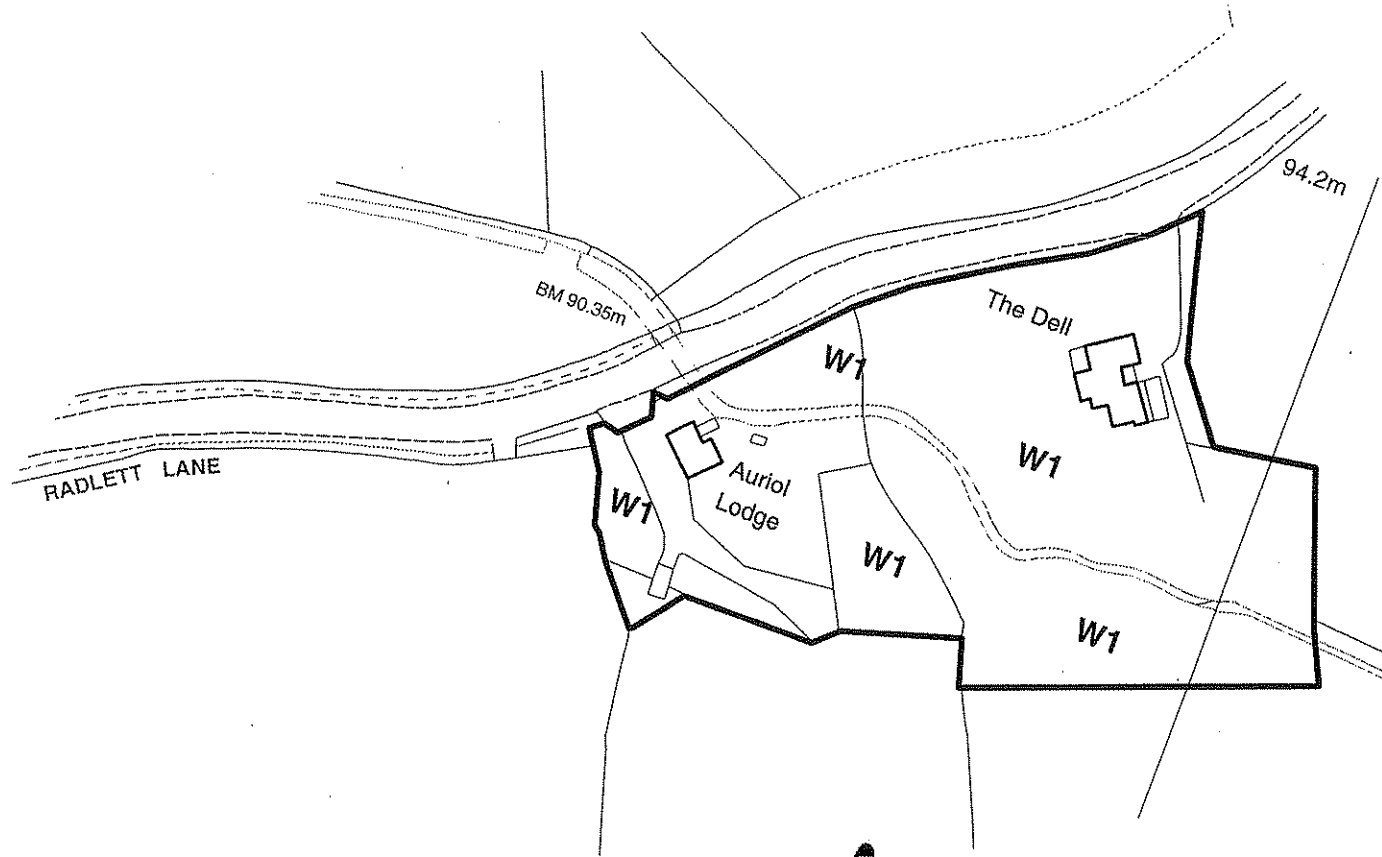 94.2m
BM 90.35m
The Dell
W1
RADLETT LANE
W1
Auriol
Lodge
W1
W1
W1